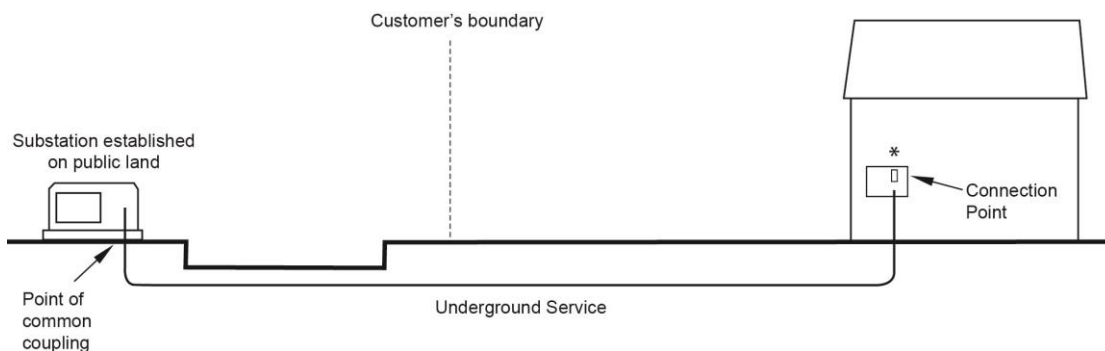 Customer's boundary
Substation established
on public land
*
Connection
Point
Point of
common
coupling
Underground Service